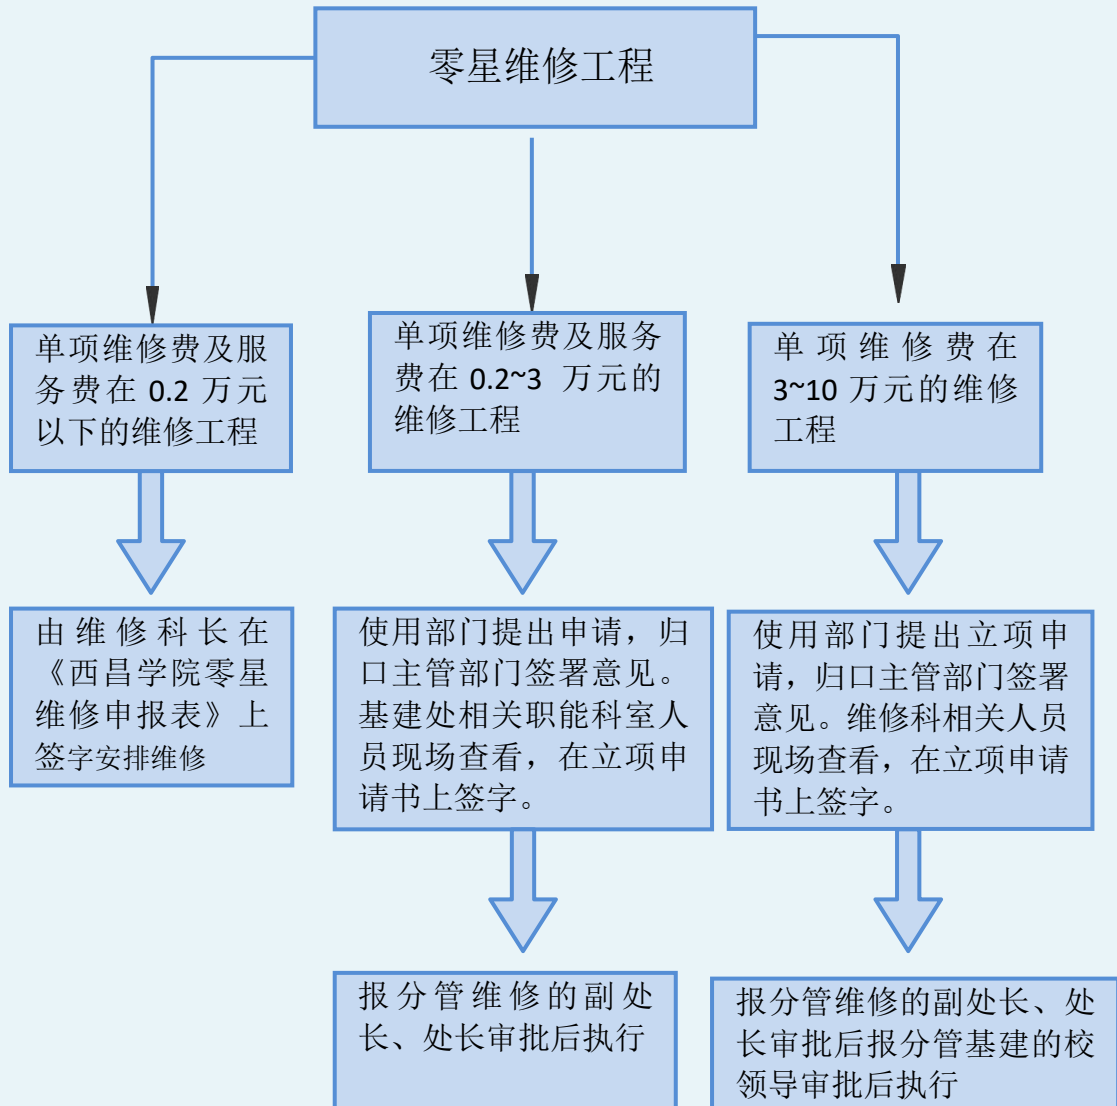 零星维修工程
单项维修费及服
务费在 0.2 万元
以下的维修工程
单项维修费及服务
费在 0.2~3 万元的
维修工程
单项维修费在
3~10 万元的维修
工程
由维修科长在
《西昌学院零星
维修申报表》上
签字安排维修
使用部门提出申请，归
口主管部门签署意见。
基建处相关职能科室人
员现场查看，在立项申
请书上签字。
使用部门提出立项申
请，归口主管部门签署
意见。维修科相关人员
现场查看，在立项申请
书上签字。
报分管维修的副处
长、处长审批后执行
报分管维修的副处长、处
长审批后报分管基建的校
领导审批后执行